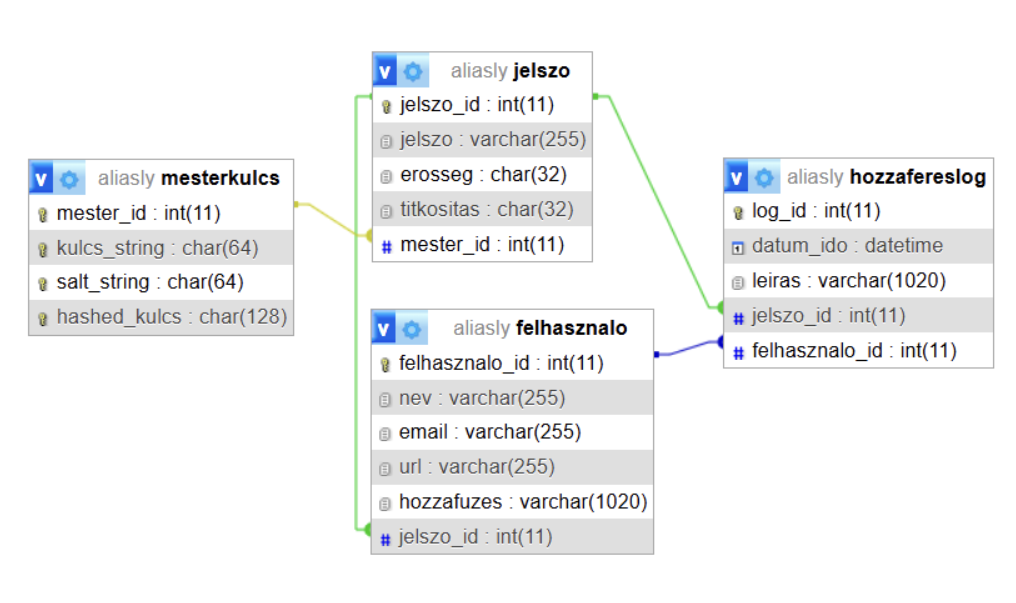 v aliasly mesterkulcs
mester_id : int(11)
kulcs_string : char(64)
salt_string : char(64)
hashed_kulcs : char(128)
v aliasly jelszo
jelszo_id : int(11)
jelszo : varchar(255)
erosseg : char(32)
titkositas : char(32)
# mester_id : int(11)
v aliasly felhasznalo
felhasznalo_id : int(11)
nev : varchar(255)
email : varchar(255)
url : varchar(255)
hozzafuzes : varchar(1020)
# jelszo_id : int(11)
v aliasly hozzafereslog
log_id : int(11)
datum_ido : datetime
leiras : varchar(1020)
# jelszo_id : int(11)
# felhasznalo_id : int(11)